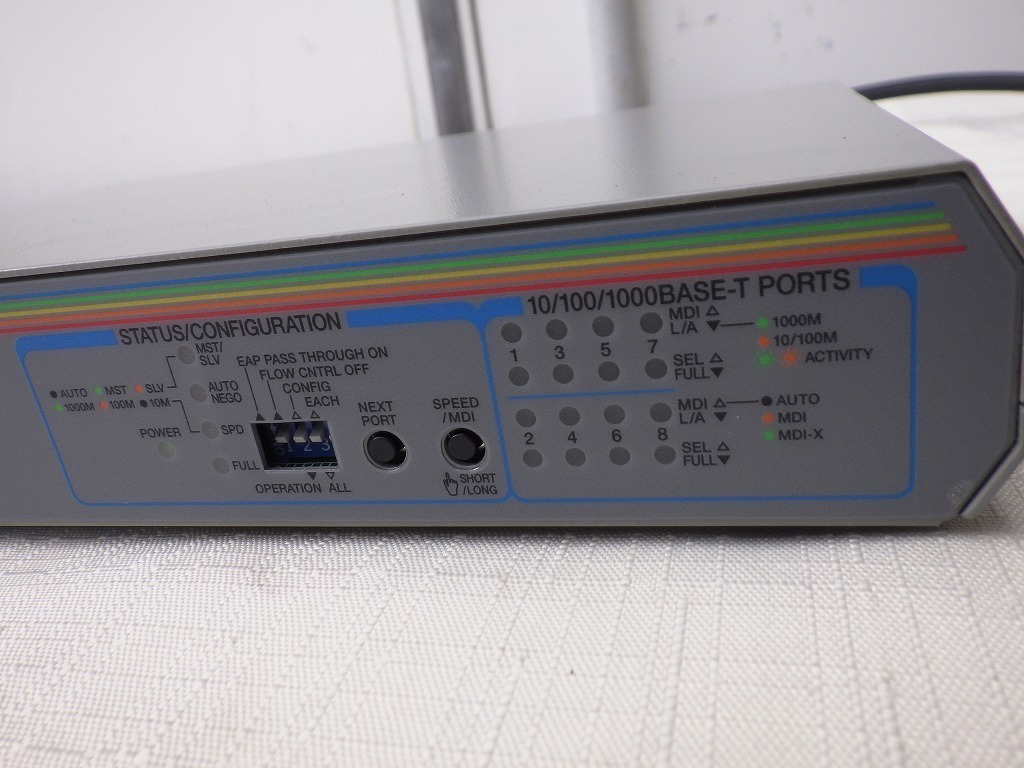 STATUS/CONFIGURATION
MST/
SLV
EAP PASS THROUGH ON
FLOW CNTRL OFF
CONFIG
EACH
AUTO MST SLV
1000M 100M 10M
AUTO
NEGO
POWER
SPD
FULL
1 2 3
OPERATION ALL
NEXT
PORT
SPEED
/MDI
SHORT
/LONG
10/100/1000BASE-T PORTS
MDI △
L/A ▼
1000M
10/100M
ACTIVITY
1 3 5 7
SEL △
FULL▼
MDI △
L/A ▼
AUTO
MDI
MDI-X
2 4 6 8
SEL △
FULL▼